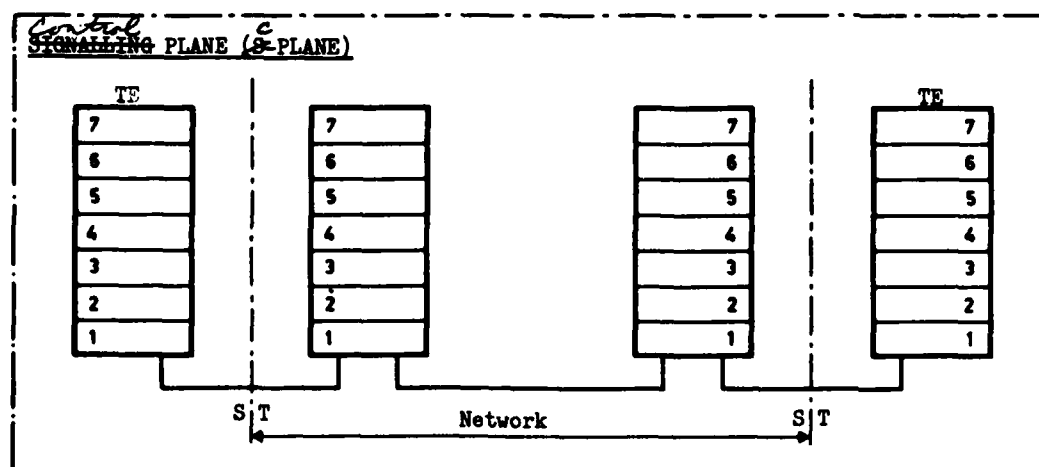 Control C
SIGNALLING PLANE (S-PLANE)
TE TE
7 7 7 7
6 6 6 6
5 5 5 5
4 4 4 4
3 3 3 3
2 2 2 2
1 1 1 1
S T Network S T